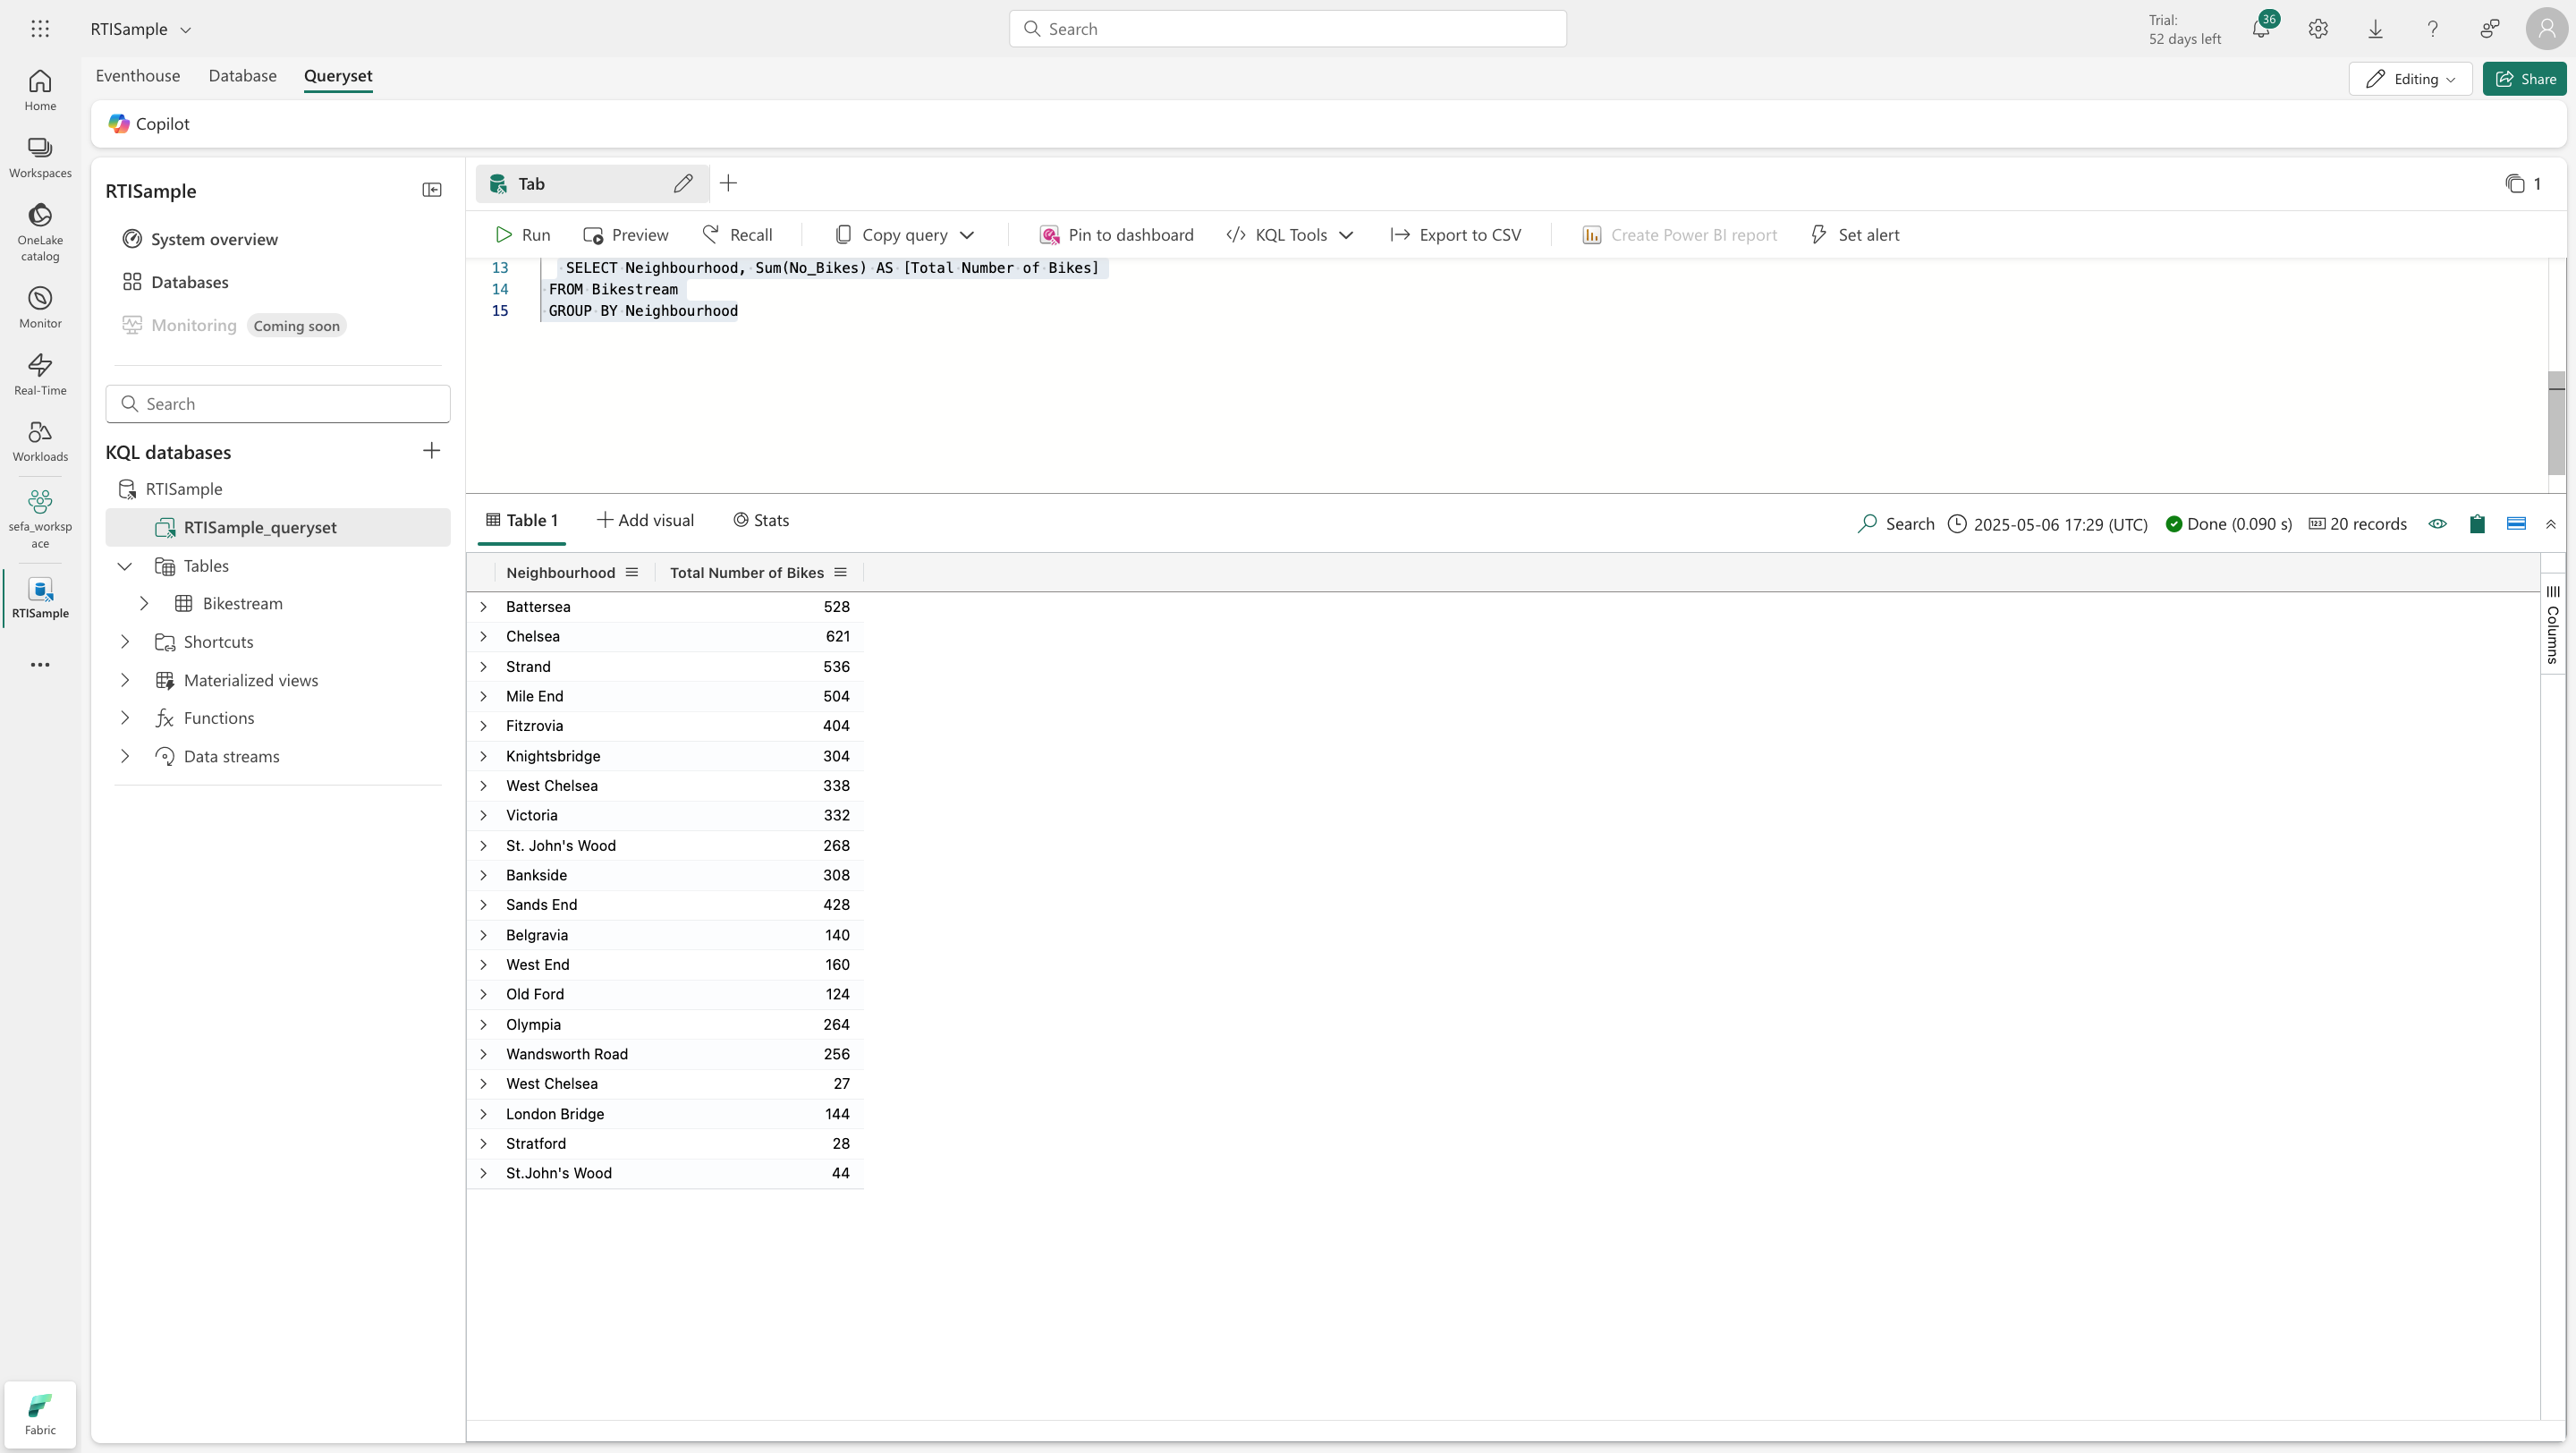 RTISample
Search
Trial:
52 days left
36
Home
Workspaces
OneLake
catalog
Monitor
Real-Time
Workloads
sefa_worksp
ace
RTISample
Fabric
Eventhouse Database Queryset
Editing
Share
Copilot
RTISample
System overview
Databases
Monitoring Coming soon
Search
KQL databases
RTISample
RTISample_queryset
Tables
Bikestream
Shortcuts
Materialized views
Functions
Data streams
Tab
1
Run Preview Recall Copy query Pin to dashboard KQL Tools Export to CSV Create Power BI report Set alert
13 SELECT Neighbourhood, Sum(No_Bikes) AS [Total Number of Bikes]
14 FROM Bikestream
15 GROUP BY Neighbourhood
Table 1 Add visual Stats
Search 2025-05-06 17:29 (UTC) Done (0.090 s) 123 20 records
Neighbourhood Total Number of Bikes
Battersea 528
Chelsea 621
Strand 536
Mile End 504
Fitzrovia 404
Knightsbridge 304
West Chelsea 338
Victoria 332
St. John's Wood 268
Bankside 308
Sands End 428
Belgravia 140
West End 160
Old Ford 124
Olympia 264
Wandsworth Road 256
West Chelsea 27
London Bridge 144
Stratford 28
St.John's Wood 44
Columns